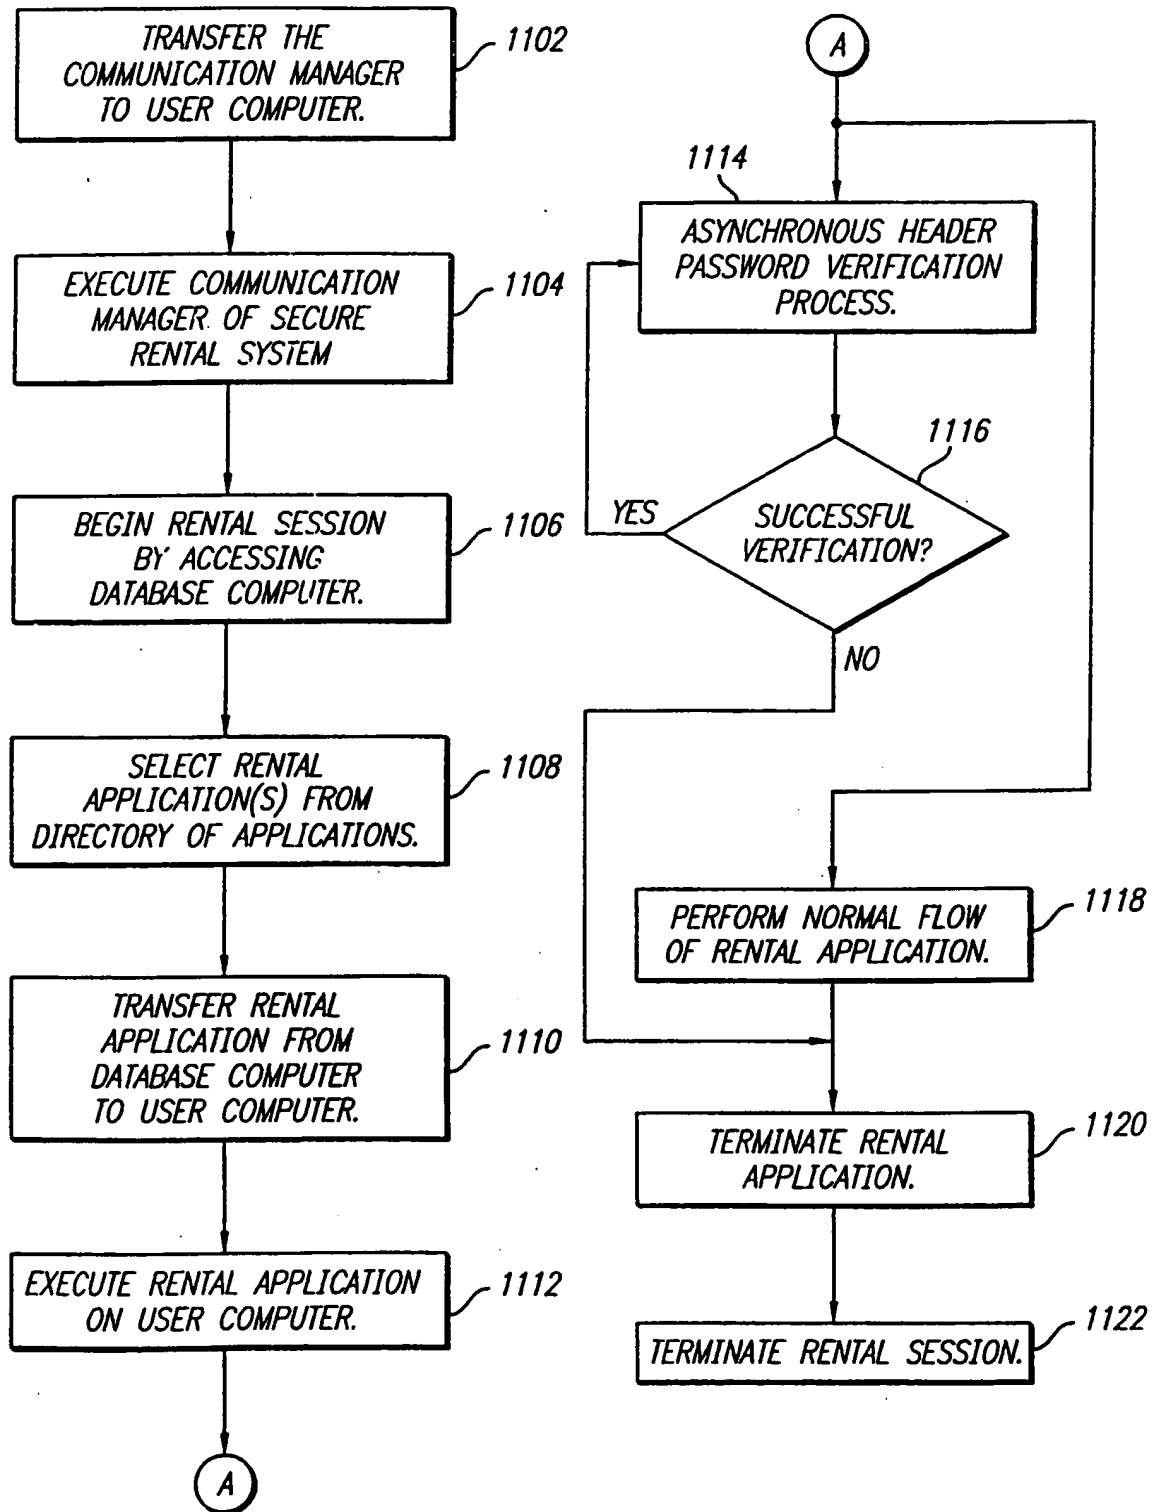 TRANSFER THE
COMMUNICATION MANAGER
TO USER COMPUTER.
1102
EXECUTE COMMUNICATION
MANAGER OF SECURE
RENTAL SYSTEM
1104
BEGIN RENTAL SESSION
BY ACCESSING
DATABASE COMPUTER.
1106
SELECT RENTAL
APPLICATION(S) FROM
DIRECTORY OF APPLICATIONS.
1108
TRANSFER RENTAL
APPLICATION FROM
DATABASE COMPUTER
TO USER COMPUTER.
1110
EXECUTE RENTAL APPLICATION
ON USER COMPUTER.
1112
A
A
1114
ASYNCHRONOUS HEADER
PASSWORD VERIFICATION
PROCESS.
1116
SUCCESSFUL
VERIFICATION?
YES
NO
PERFORM NORMAL FLOW
OF RENTAL APPLICATION.
1118
TERMINATE RENTAL
APPLICATION.
1120
TERMINATE RENTAL SESSION.
1122